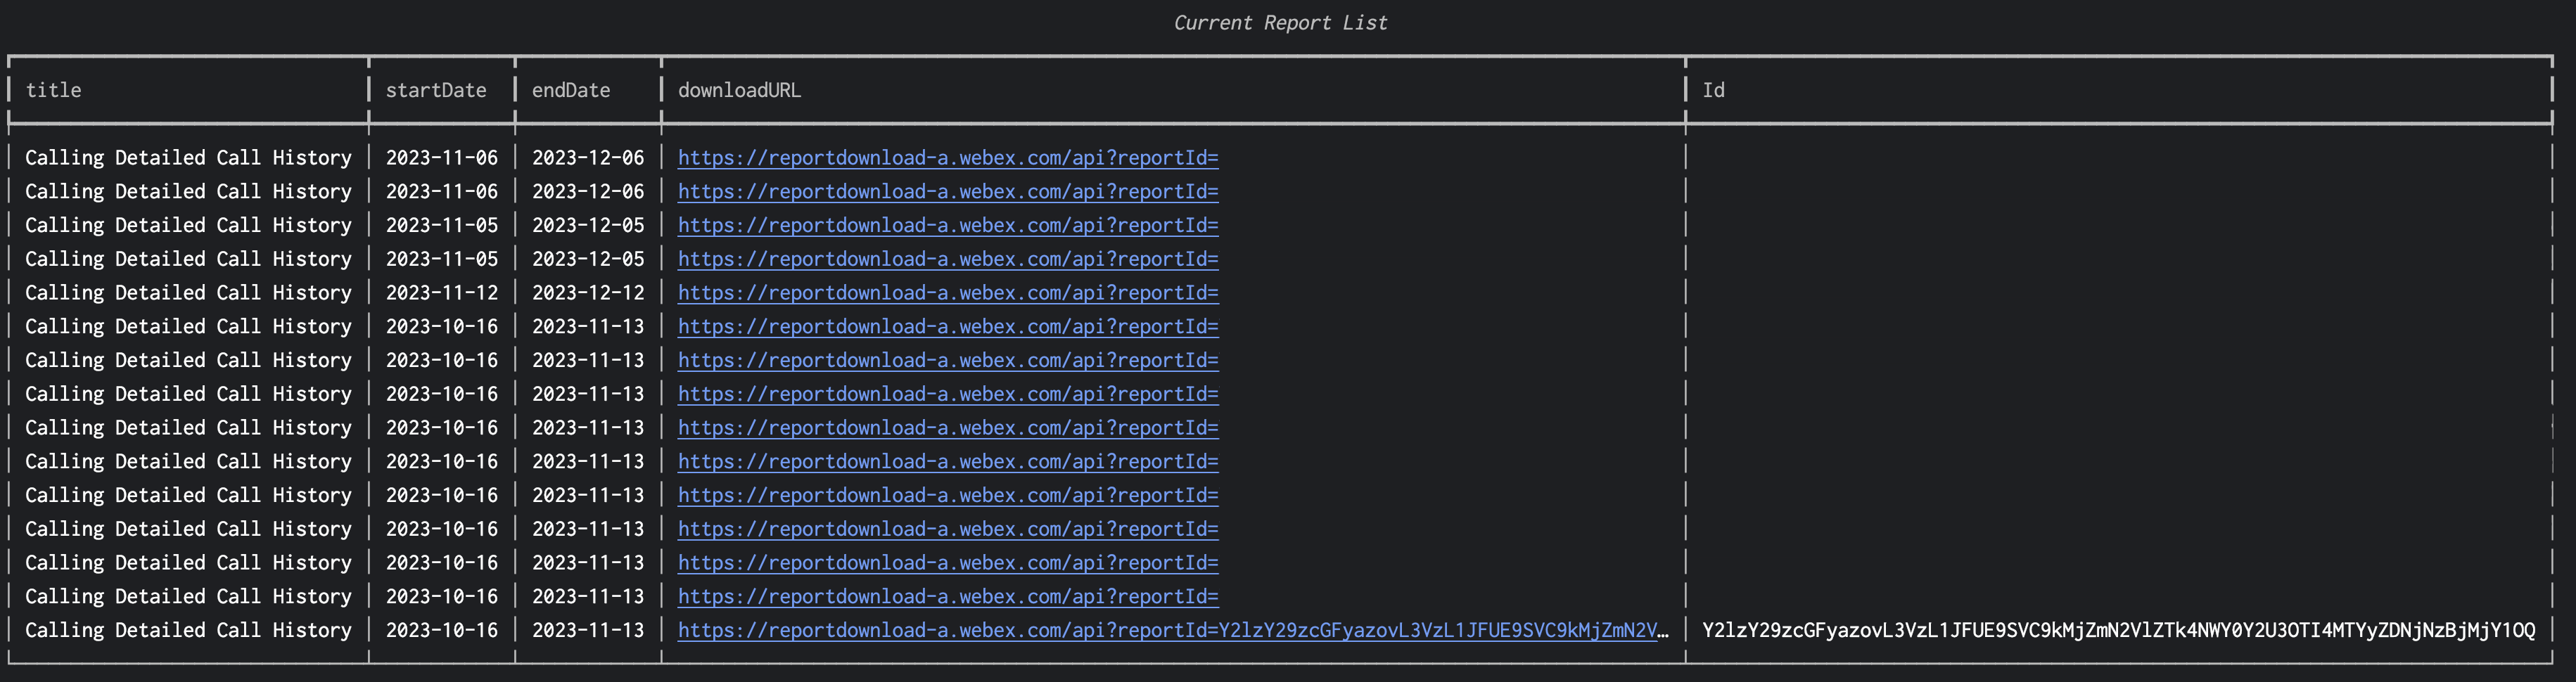 Current Report List
title startDate endDate downloadURL Id
Calling Detailed Call History 2023-11-06 2023-12-06 https://reportdownload-a.webex.com/api?reportId=
Calling Detailed Call History 2023-11-06 2023-12-06 https://reportdownload-a.webex.com/api?reportId=
Calling Detailed Call History 2023-11-05 2023-12-05 https://reportdownload-a.webex.com/api?reportId=
Calling Detailed Call History 2023-11-05 2023-12-05 https://reportdownload-a.webex.com/api?reportId=
Calling Detailed Call History 2023-11-12 2023-12-12 https://reportdownload-a.webex.com/api?reportId=
Calling Detailed Call History 2023-10-16 2023-11-13 https://reportdownload-a.webex.com/api?reportId=
Calling Detailed Call History 2023-10-16 2023-11-13 https://reportdownload-a.webex.com/api?reportId=
Calling Detailed Call History 2023-10-16 2023-11-13 https://reportdownload-a.webex.com/api?reportId=
Calling Detailed Call History 2023-10-16 2023-11-13 https://reportdownload-a.webex.com/api?reportId=
Calling Detailed Call History 2023-10-16 2023-11-13 https://reportdownload-a.webex.com/api?reportId=
Calling Detailed Call History 2023-10-16 2023-11-13 https://reportdownload-a.webex.com/api?reportId=
Calling Detailed Call History 2023-10-16 2023-11-13 https://reportdownload-a.webex.com/api?reportId=
Calling Detailed Call History 2023-10-16 2023-11-13 https://reportdownload-a.webex.com/api?reportId=
Calling Detailed Call History 2023-10-16 2023-11-13 https://reportdownload-a.webex.com/api?reportId=
Calling Detailed Call History 2023-10-16 2023-11-13 https://reportdownload-a.webex.com/api?reportId=Y2lzY29zcGFyazovL3VzL1JFUE9SVC9kMjZmN2V… Y2lzY29zcGFyazovL3VzL1JFUE9SVC9kMjZmN2VlZTk4NWY0Y2U3OTI4MTYyZDNjNzBjMjY1OQ